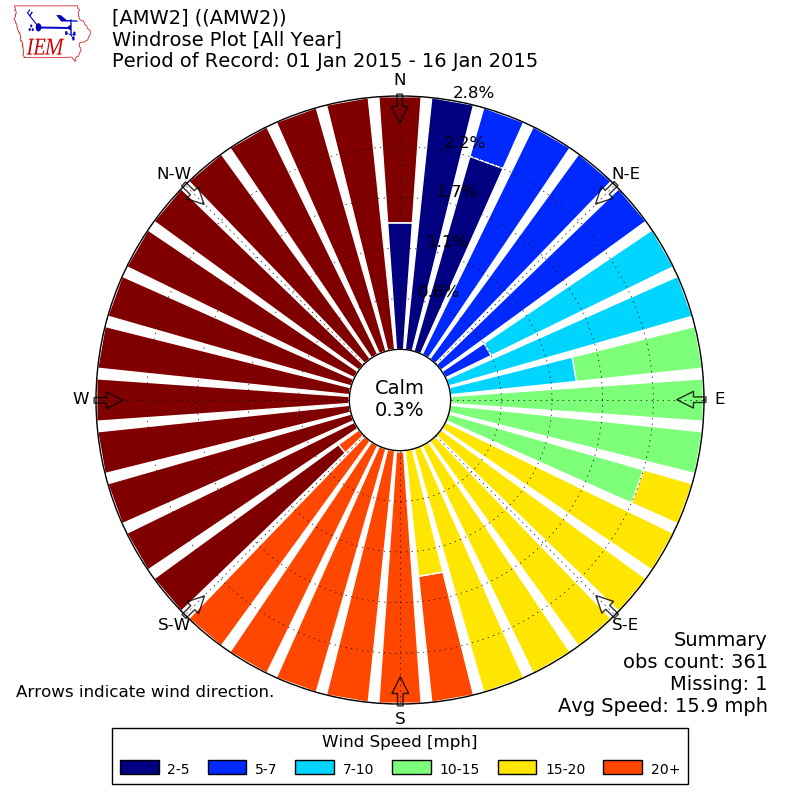 IEM
[AMW2] ((AMW2))
Windrose Plot [All Year]
Period of Record: 01 Jan 2015 - 16 Jan 2015
N
2.8%
2.2%
N-W
N-E
1.7%
1.1%
0.6%
Calm
0.3%
W
E
S-W
S-E
Summary
obs count: 361
Missing: 1
Avg Speed: 15.9 mph
Arrows indicate wind direction.
S
Wind Speed [mph]
2-5 5-7 7-10 10-15 15-20 20+